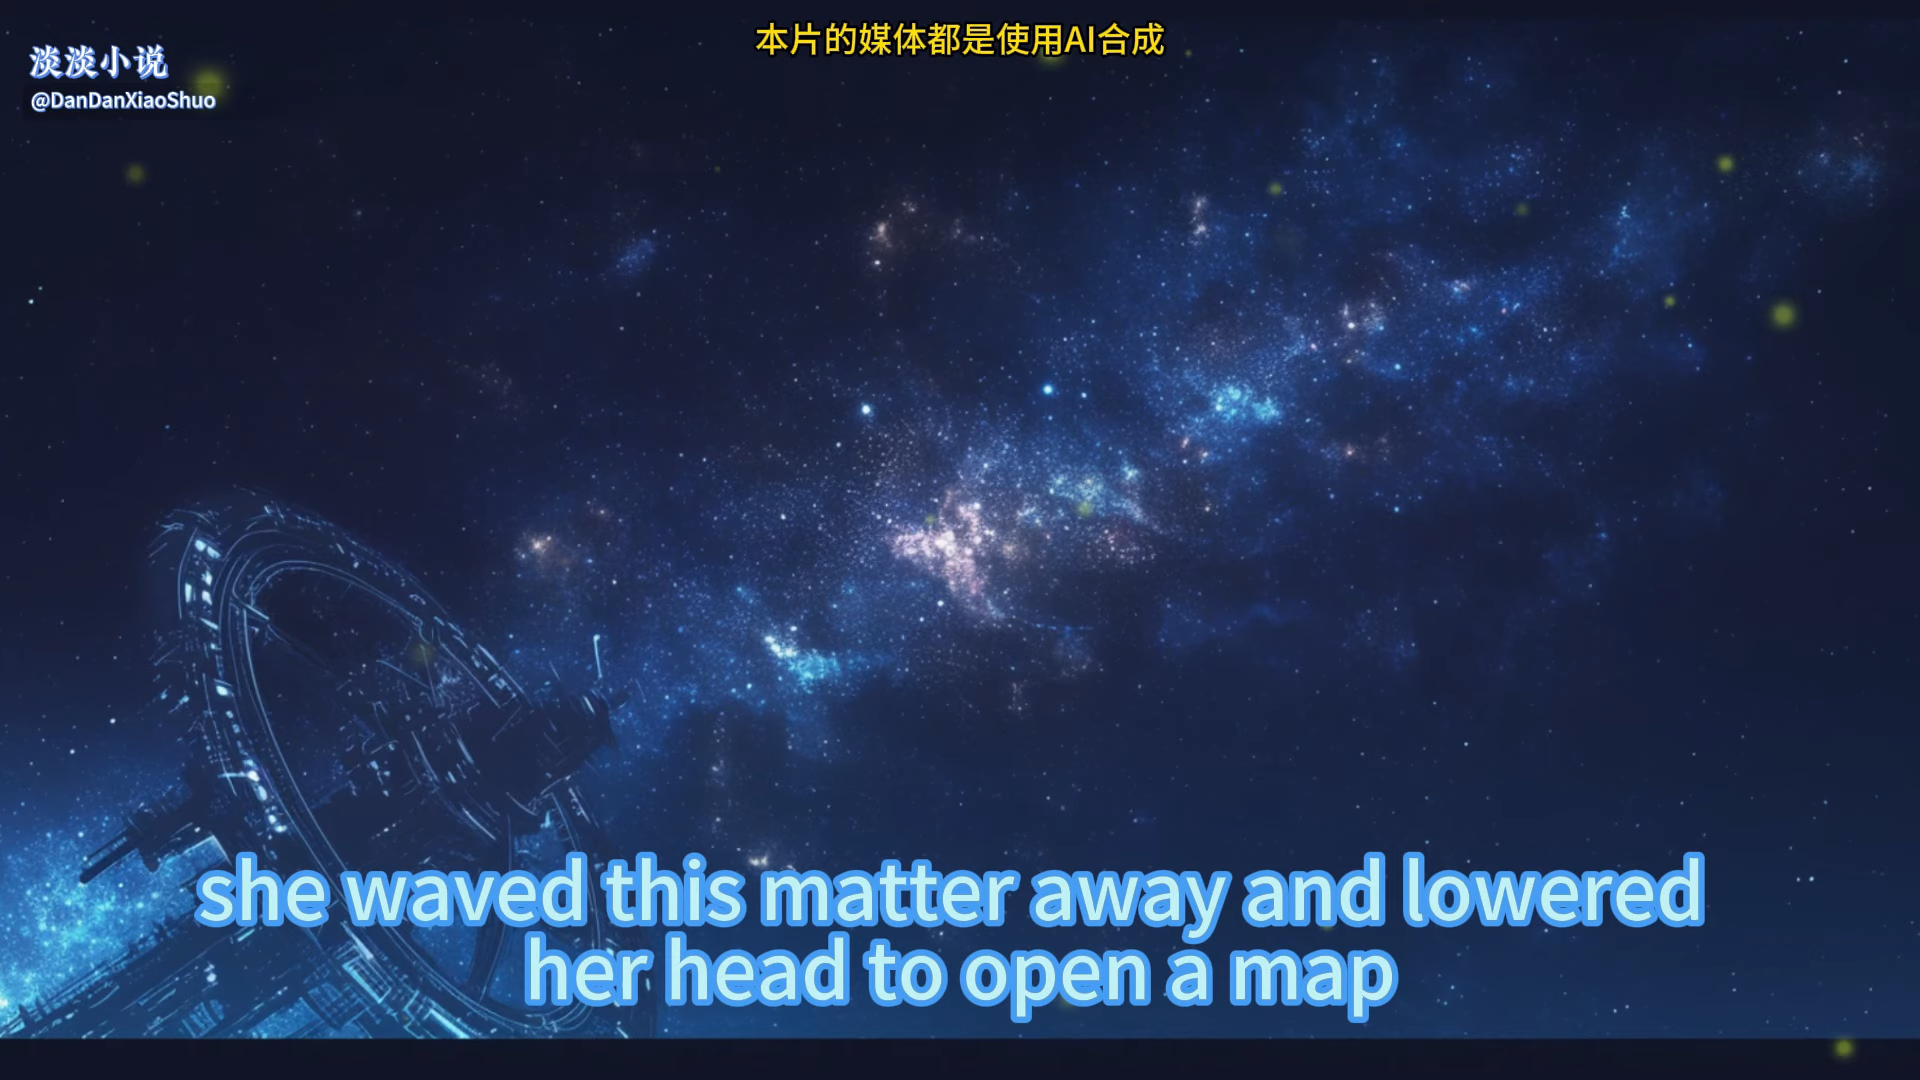 本片的媒体都是使用AI合成
淡淡小说
@DanDanXiaoShuo
she waved this matter away and lowered
her head to open a map